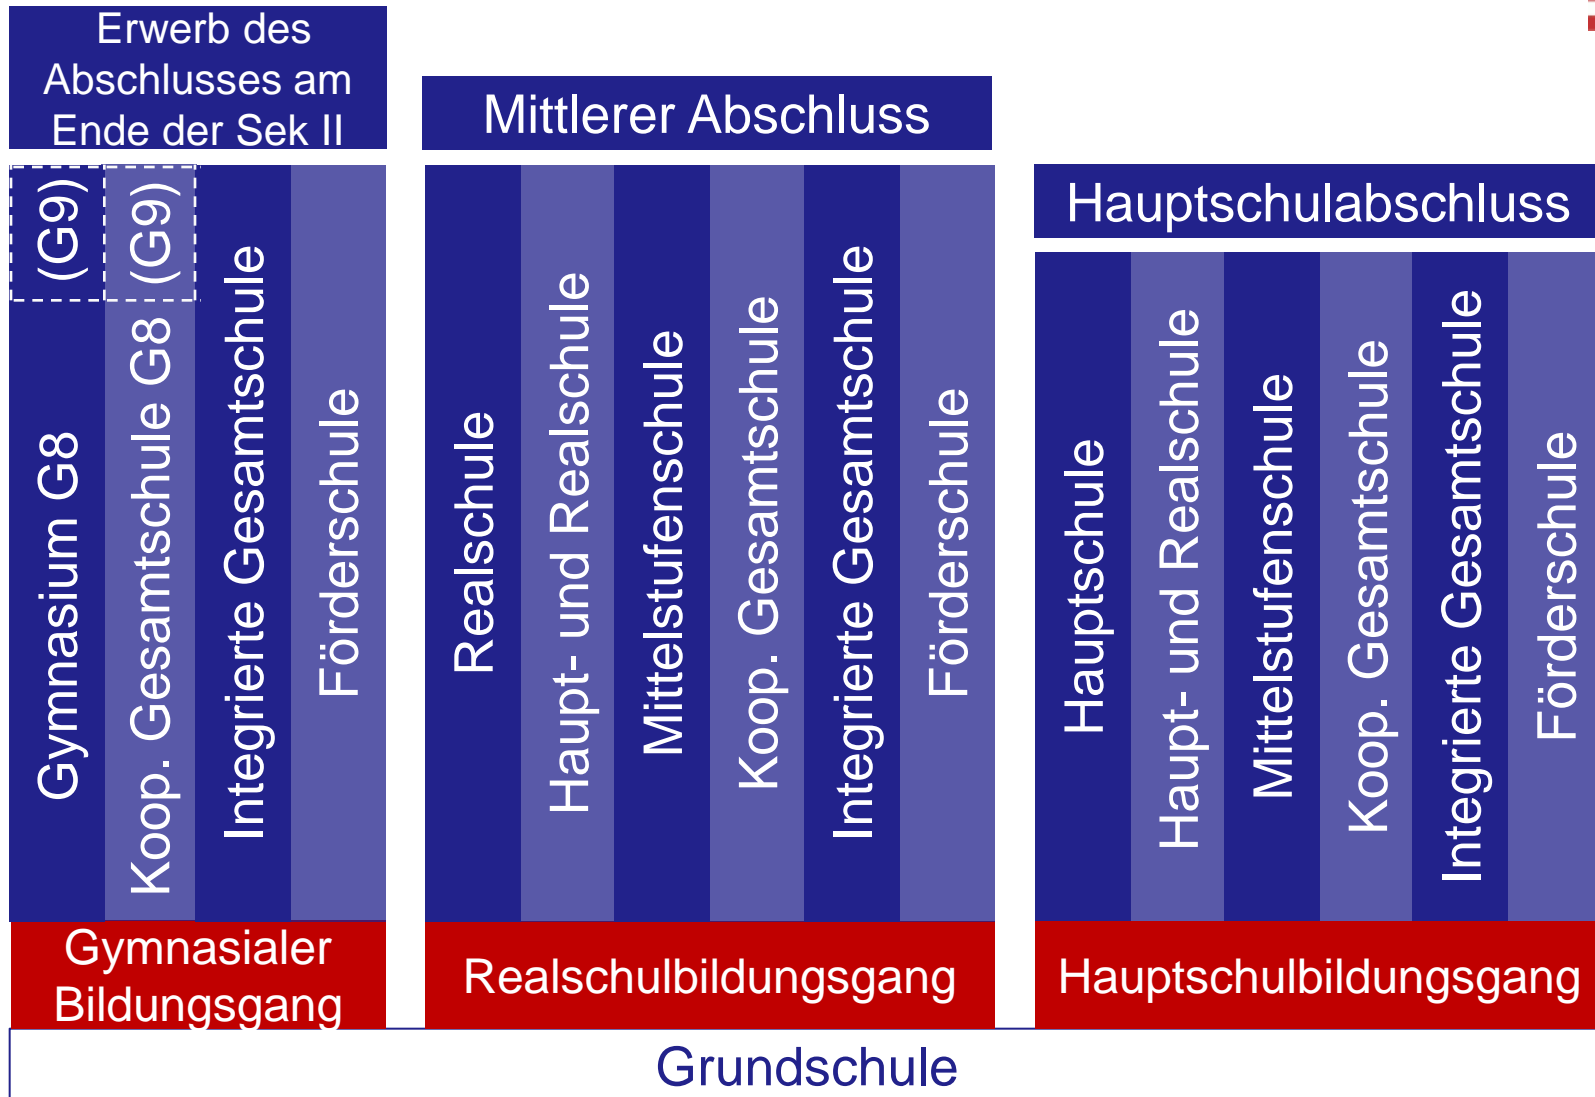 Erwerb des
Abschlusses am
Ende der Sek II
Mittlerer Abschluss
Hauptschulabschluss
Gymnasium G8 (G9)
Koop. Gesamtschule G8 (G9)
Integrierte Gesamtschule
Förderschule
Realschule
Haupt- und Realschule
Mittelstufenschule
Koop. Gesamtschule
Integrierte Gesamtschule
Förderschule
Hauptschule
Haupt- und Realschule
Mittelstufenschule
Koop. Gesamtschule
Integrierte Gesamtschule
Förderschule
Gymnasialer
Bildungsgang
Realschulbildungsgang
Hauptschulbildungsgang
Grundschule